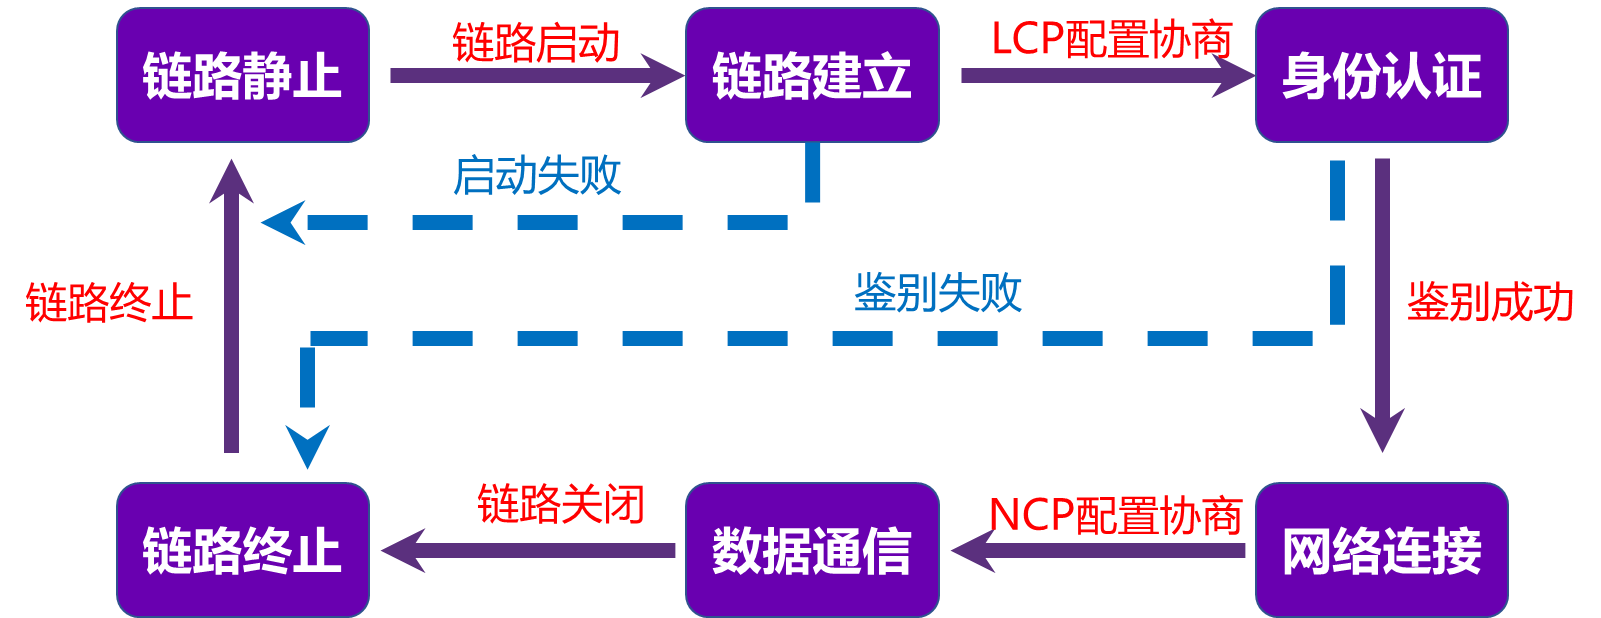 链路静止
链路启动
链路建立
LCP配置协商
身份认证
启动失败
链路终止
鉴别失败
鉴别成功
链路终止
链路关闭
数据通信
NCP配置协商
网络连接